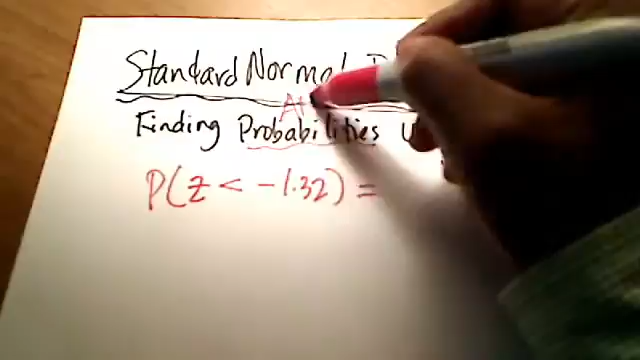 Standard Normal
Finding Probabilities
P(z < -1.32) =